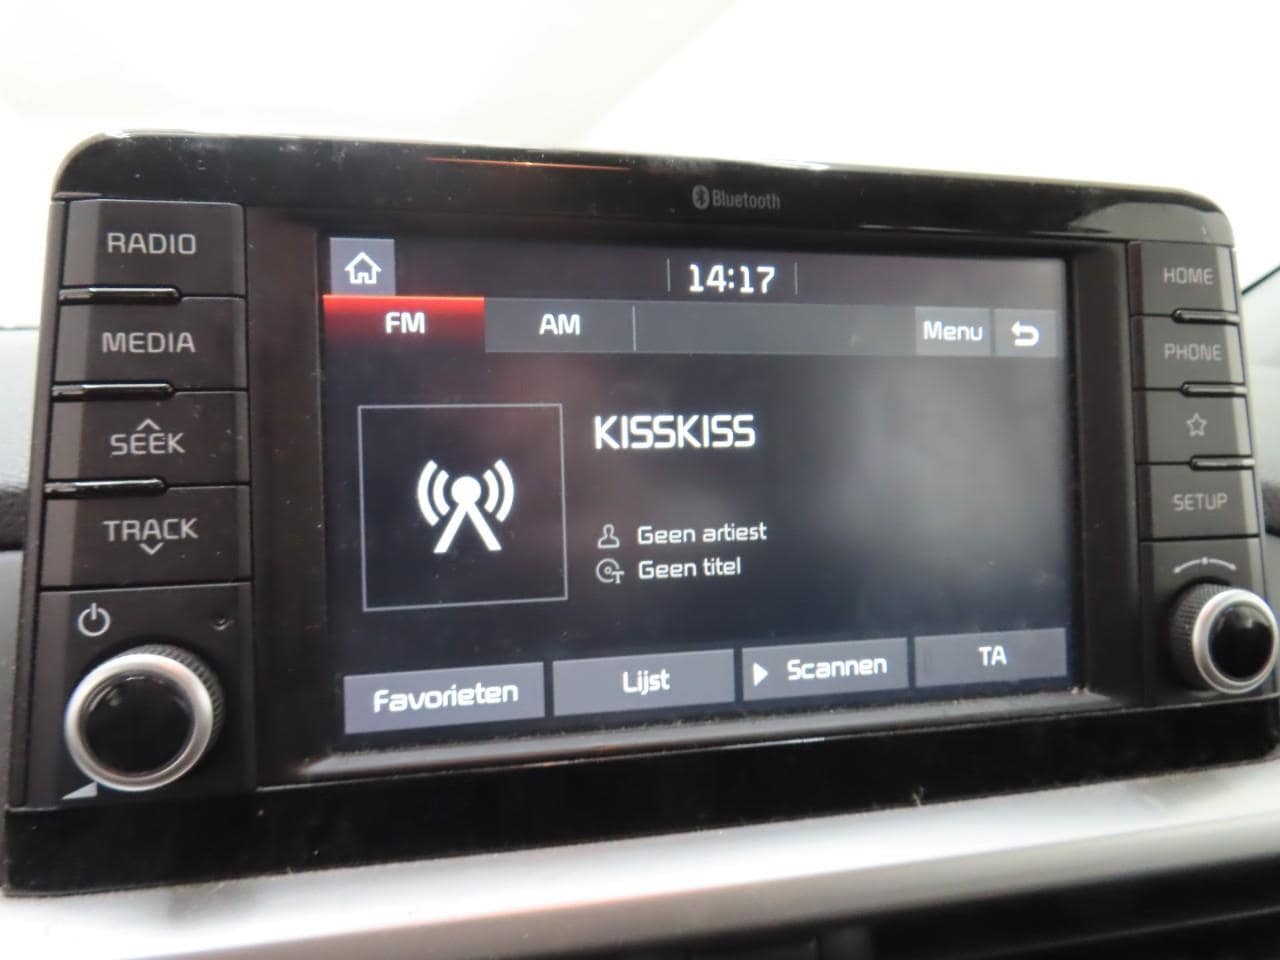 Bluetooth
RADIO
MEDIA
SEEK
TRACK
14:17
FM
AM
Menu
KISSKISS
Geen artiest
Geen titel
Favorieten
Lijst
Scannen
TA
HOME
PHONE
SETUP